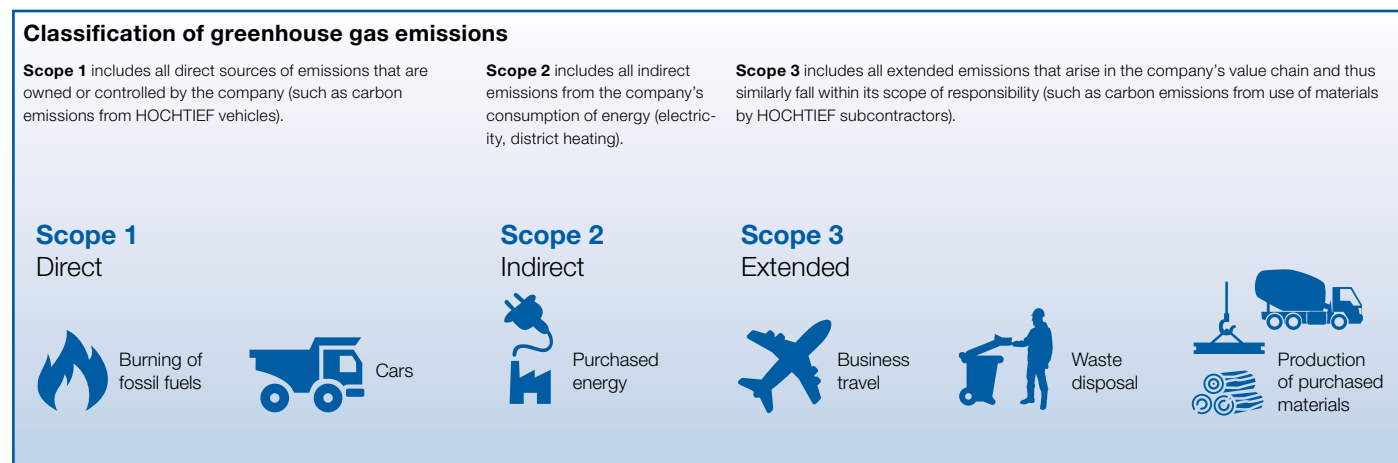 Classification of greenhouse gas emissions
Scope 1 includes all direct sources of emissions that are
owned or controlled by the company (such as carbon
emissions from HOCHTIEF vehicles).
Scope 2 includes all indirect
emissions from the company's
consumption of energy (electric-
ity, district heating).
Scope 3 includes all extended emissions that arise in the company's value chain and thus
similarly fall within its scope of responsibility (such as carbon emissions from use of materials
by HOCHTIEF subcontractors).
Scope 1
Direct
Burning of
fossil fuels
Cars
Scope 2
Indirect
Purchased
energy
Scope 3
Extended
Business
travel
Waste
disposal
Production
of purchased
materials